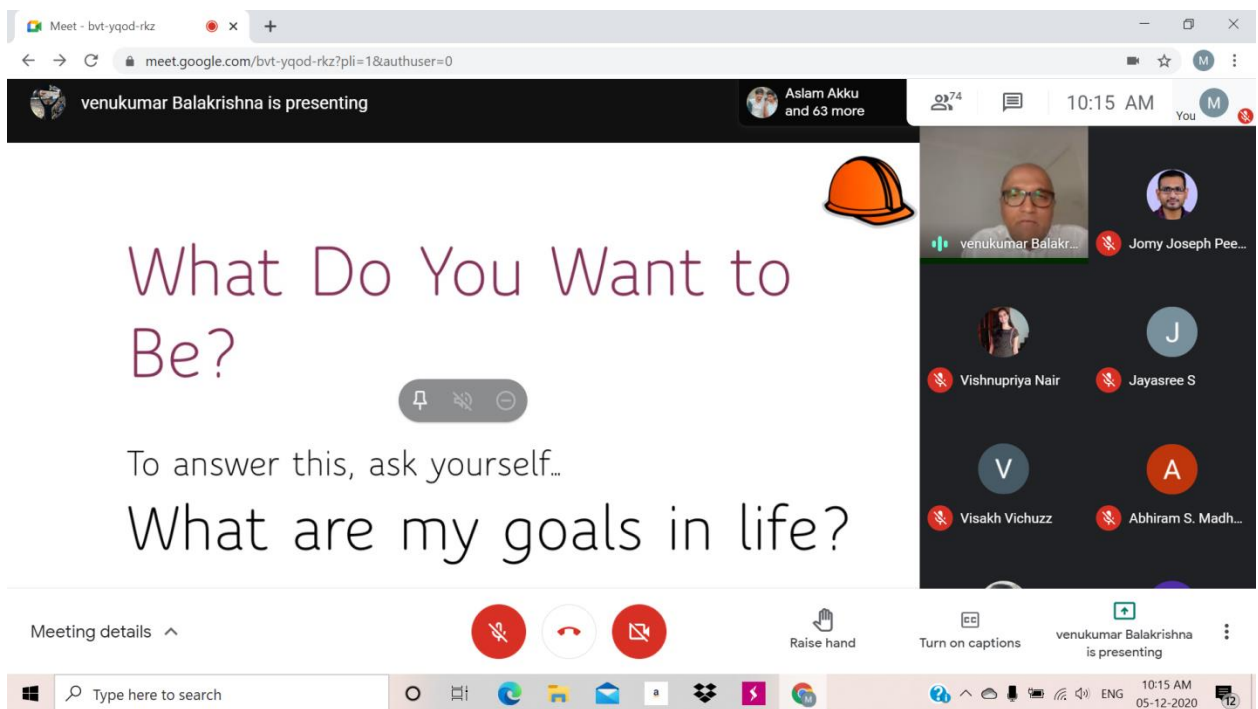 Meet - bvt-yqod-rkz
meet.google.com/bvt-yqod-rkz?pli=1&authuser=0
M
venukumar Balakrishna is presenting
Aslam Akku
and 63 more
74
10:15 AM
You
M
What Do You Want to
Be?
To answer this, ask yourself...
What are my goals in life?
venukumar Balakr...
Jomy Joseph Pee...
Vishnupriya Nair
J
Jayasree S
V
Visakh Vichuzz
A
Abhiram S. Madh...
Meeting details
Raise hand
CC
Turn on captions
venukumar Balakrishna
is presenting
Type here to search
a
M
ENG
10:15 AM
05-12-2020
12